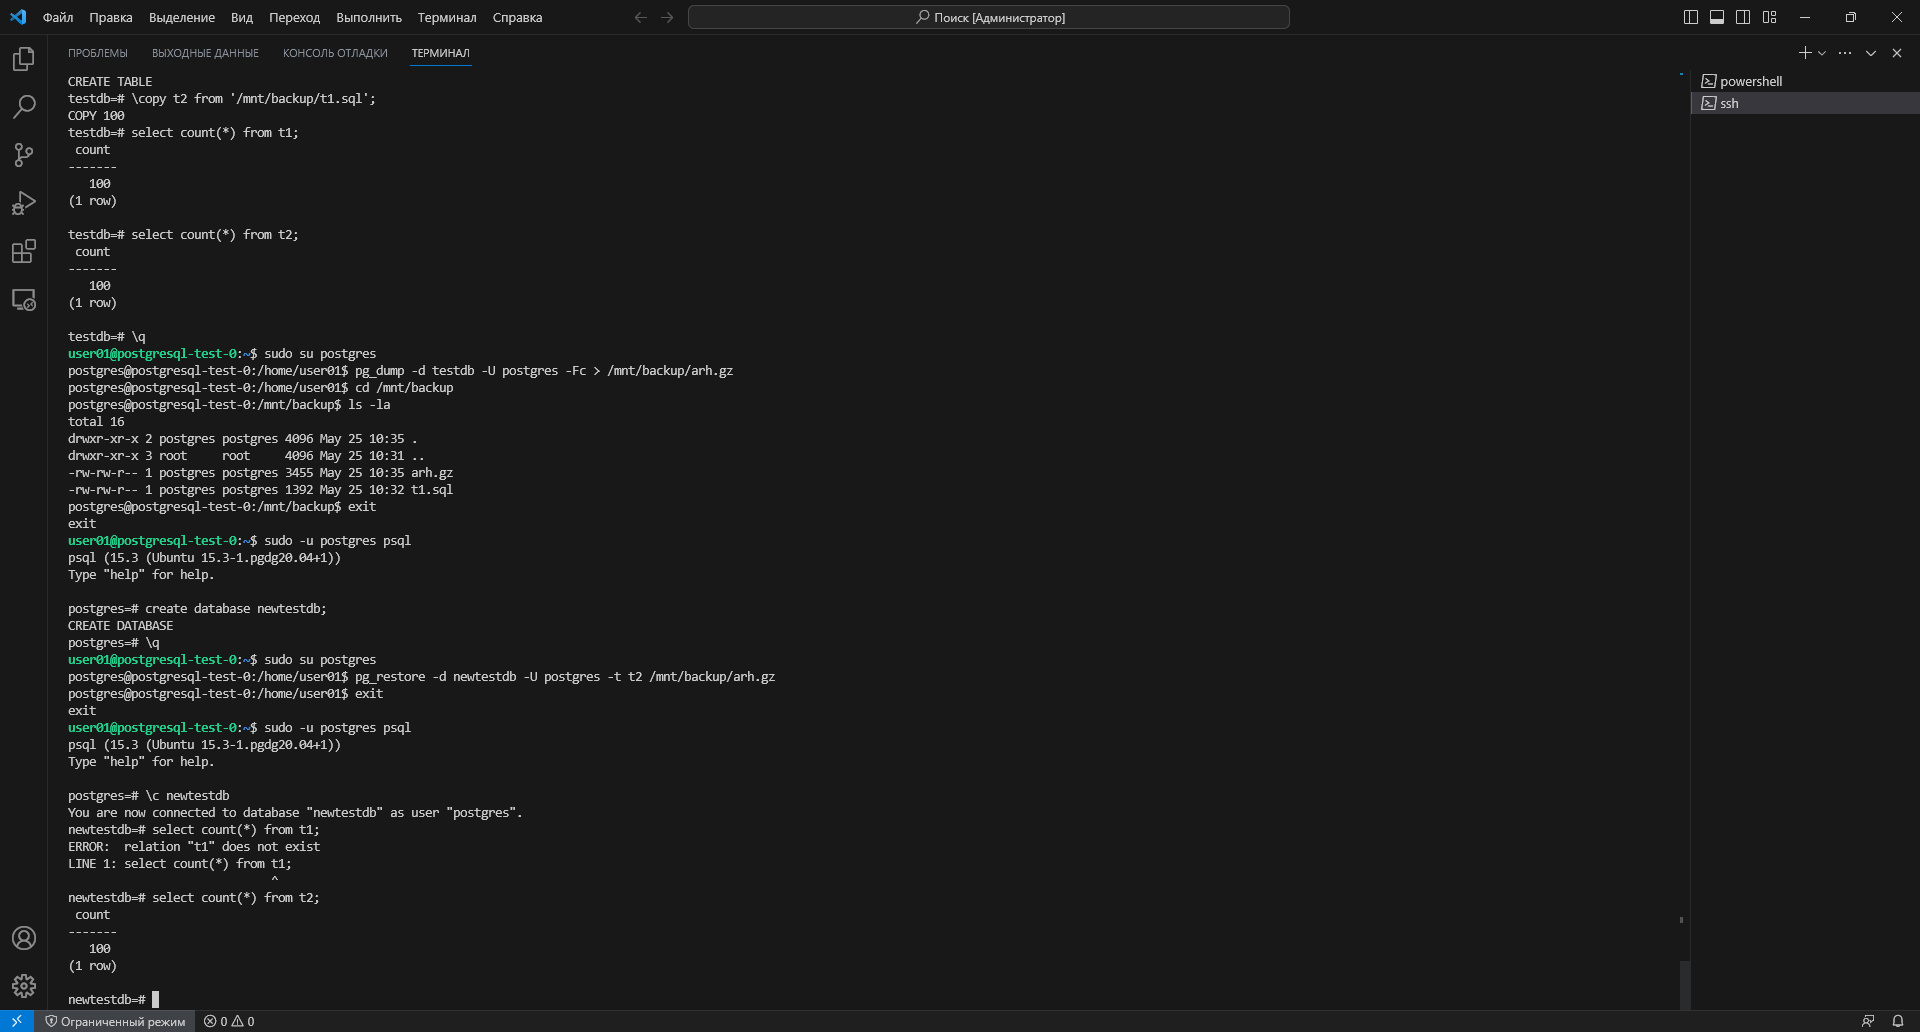 Файл Правка Выделение Вид Переход Выполнить Терминал Справка
Поиск [Администратор]
ПРОБЛЕМЫ ВЫХОДНЫЕ ДАННЫЕ КОНСОЛЬ ОТЛАДКИ ТЕРМИНАЛ
CREATE TABLE
testdb=# \copy t2 from '/mnt/backup/t1.sql';
COPY 100
testdb=# select count(*) from t1;
 count
-------
   100
(1 row)
testdb=# select count(*) from t2;
 count
-------
   100
(1 row)
testdb=# \q
user01@postgresql-test-0:~$ sudo su postgres
postgres@postgresql-test-0:/home/user01$ pg_dump -d testdb -U postgres -Fc > /mnt/backup/arh.gz
postgres@postgresql-test-0:/home/user01$ cd /mnt/backup
postgres@postgresql-test-0:/mnt/backup$ ls -la
total 16
drwxr-xr-x 2 postgres postgres 4096 May 25 10:35 .
drwxr-xr-x 3 root     root     4096 May 25 10:31 ..
-rw-rw-r-- 1 postgres postgres 3455 May 25 10:35 arh.gz
-rw-rw-r-- 1 postgres postgres 1392 May 25 10:32 t1.sql
postgres@postgresql-test-0:/mnt/backup$ exit
exit
user01@postgresql-test-0:~$ sudo -u postgres psql
psql (15.3 (Ubuntu 15.3-1.pgdg20.04+1))
Type "help" for help.
postgres=# create database newtestdb;
CREATE DATABASE
postgres=# \q
user01@postgresql-test-0:~$ sudo su postgres
postgres@postgresql-test-0:/home/user01$ pg_restore -d newtestdb -U postgres -t t2 /mnt/backup/arh.gz
postgres@postgresql-test-0:/home/user01$ exit
exit
user01@postgresql-test-0:~$ sudo -u postgres psql
psql (15.3 (Ubuntu 15.3-1.pgdg20.04+1))
Type "help" for help.
postgres=# \c newtestdb
You are now connected to database "newtestdb" as user "postgres".
newtestdb=# select count(*) from t1;
ERROR:  relation "t1" does not exist
LINE 1: select count(*) from t1;
                             ^
newtestdb=# select count(*) from t2;
 count
-------
   100
(1 row)
newtestdb=#
powershell
ssh
Ограниченный режим 0 0